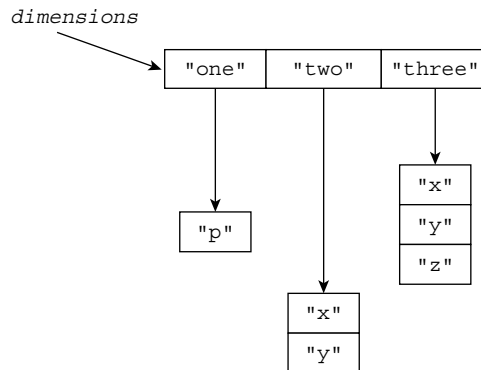 dimensions
"one" "two" "three"
"p"
"x"
"y"
"x"
"y"
"z"